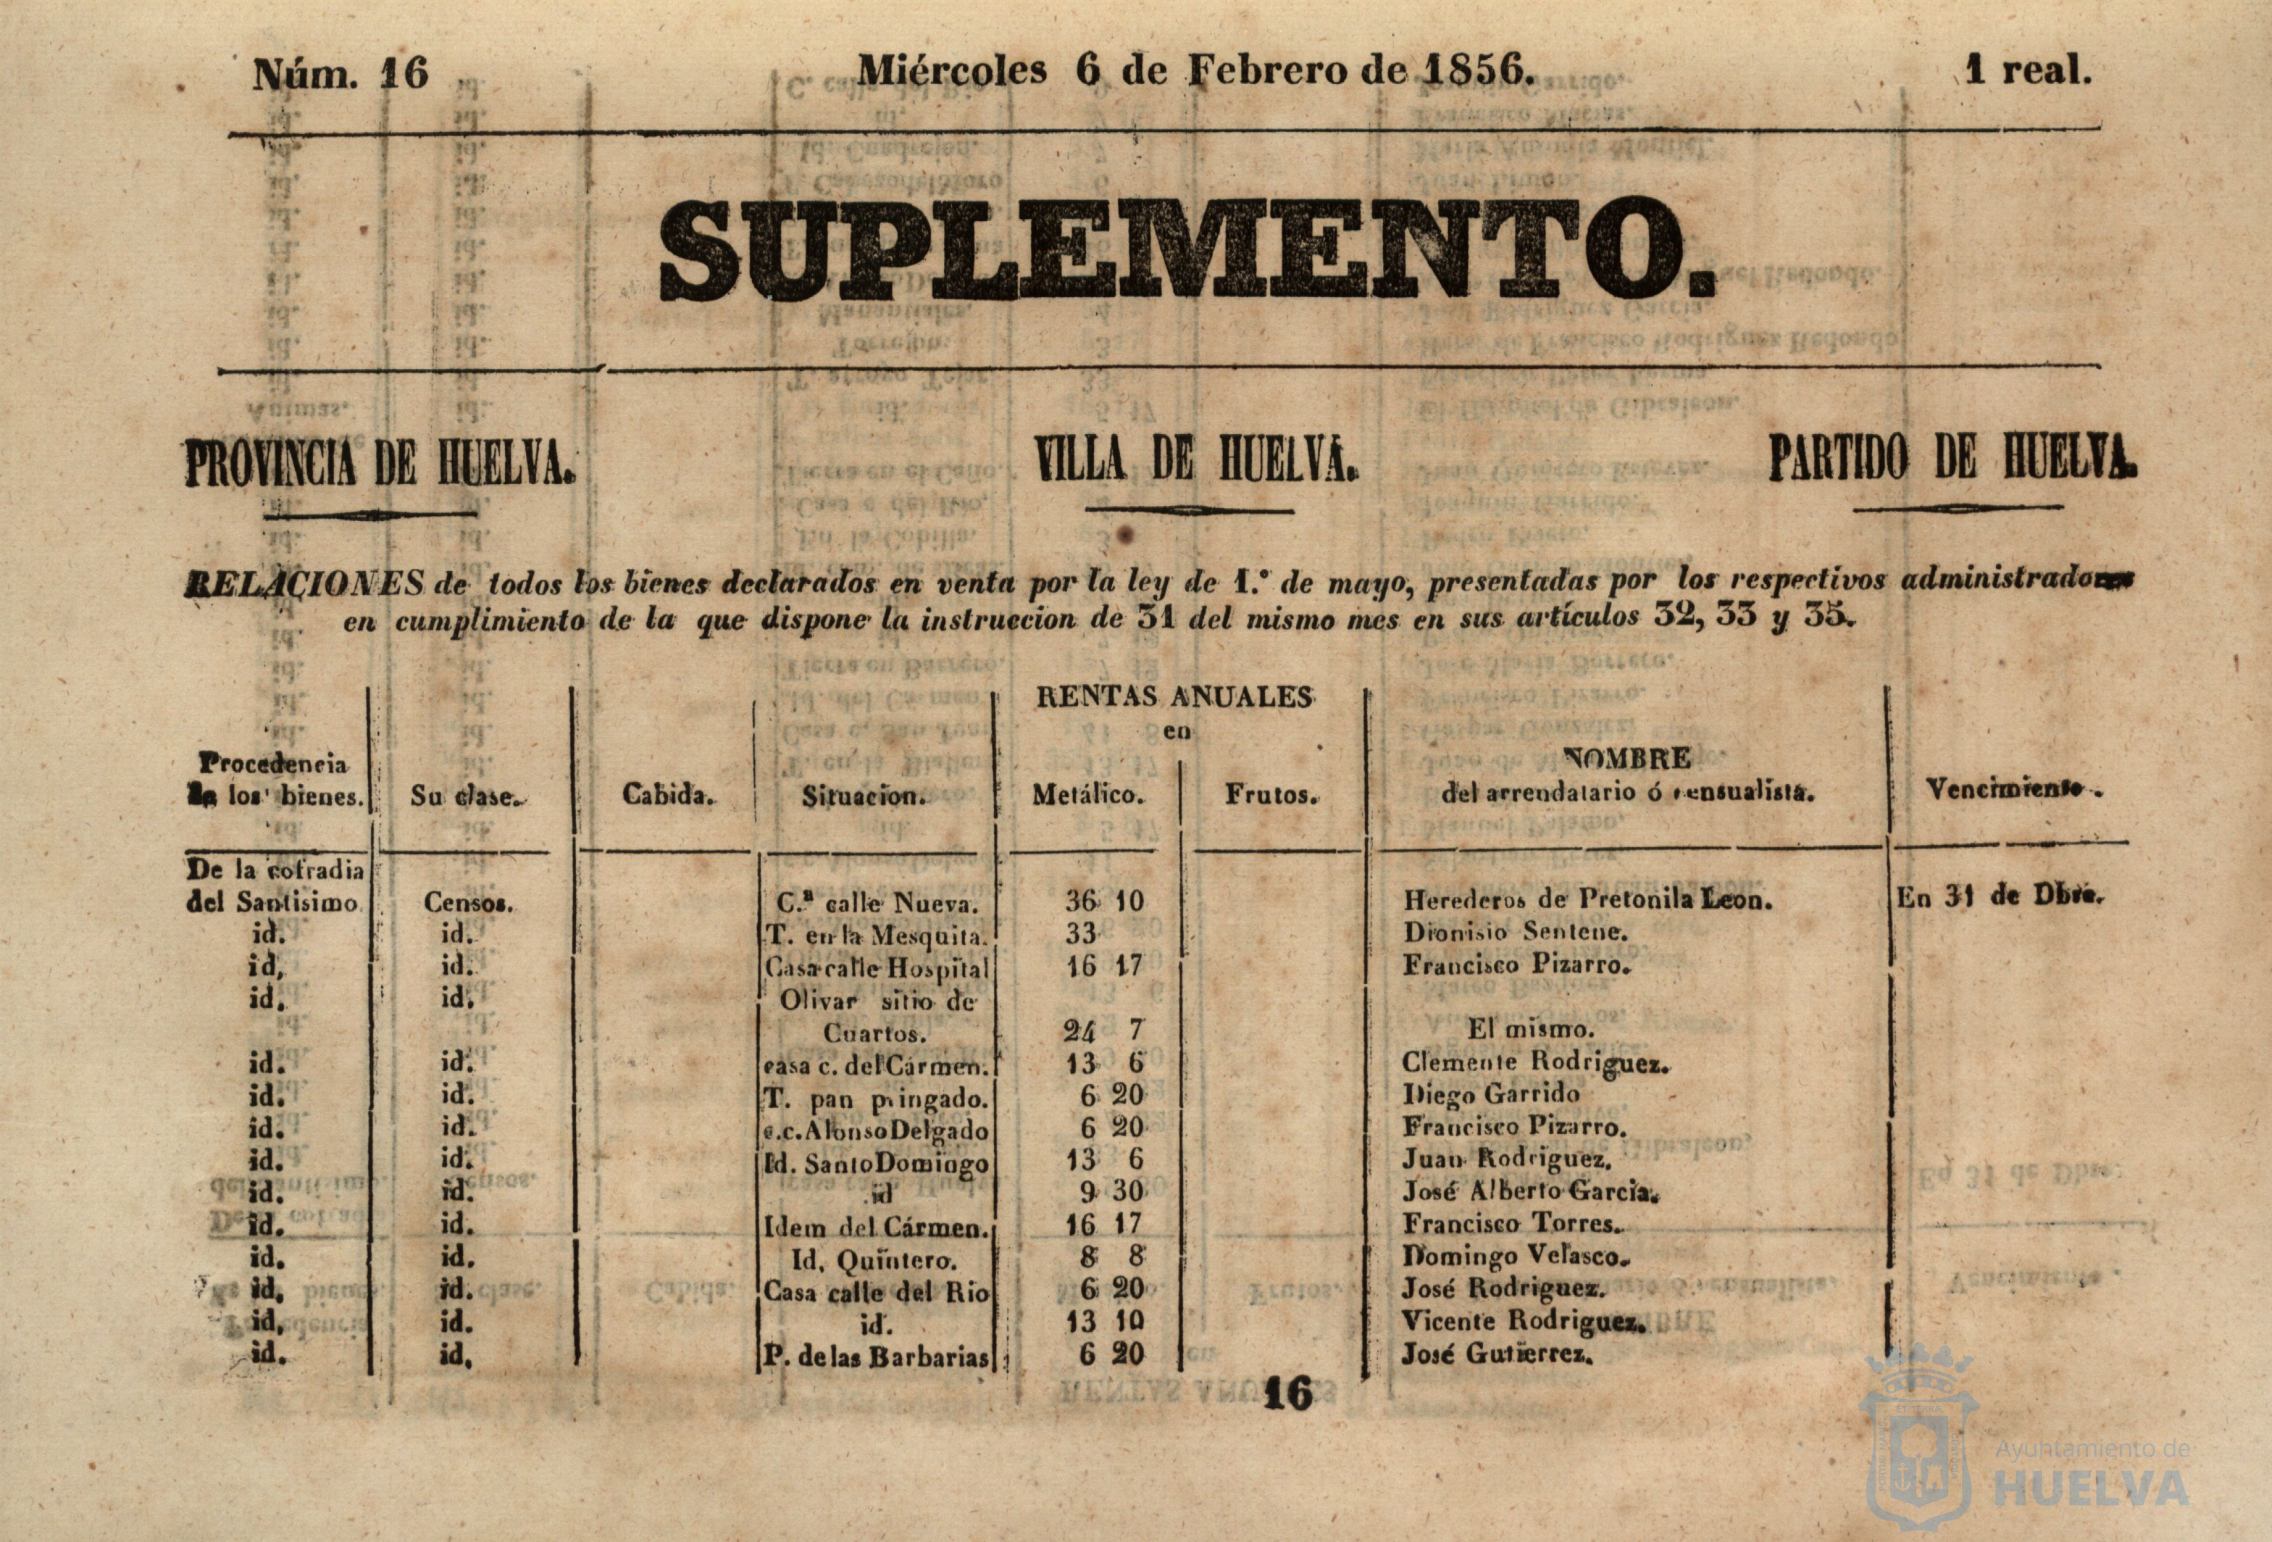 Núm. 16 Miércoles 6 de Febrero de 1856. 1 real.
SUPLEMENTO.
PROVINCIA DE HUELVA. VILLA DE HUELVA. PARTIDO DE HUELVA.
RELACIONES de todos los bienes declarados en venta por la ley de 1.º de mayo, presentadas por los respectivos administradores
en cumplimiento de la que dispone la instruccion de 31 del mismo mes en sus artículos 32, 33 y 35.
RENTAS ANUALES
en
Procedencia NOMBRE
los bienes. Su clase. Cabida. Situacion. Metálico. Frutos. del arrendatario ó censualista. Vencimiento.
De la cofradia
del Santisimo Censos. C.ª calle Nueva. 36 10 Herederos de Pretonila Leon. En 31 de Dbre.
id. id. T. en la Mesquita. 33 Dionisio Sentene.
id, id. Casa calle Hospital 16 17 Francisco Pizarro.
id. id. Olivar sitio de
Cuartos. 24 7 El mismo.
id. id. casa c. del Cármen. 13 6 Clemente Rodriguez.
id. id. T. pan pringado. 6 20 Diego Garrido
id. id. c.c. Alonso Delgado 6 20 Francisco Pizarro.
id. id. Id. Santo Domingo 13 6 Juan Rodriguez.
id. id. id 9 30 José Alberto Garcia.
id. id. Idem del Cármen. 16 17 Francisco Torres.
id. id. Id, Quintero. 8 8 Domingo Velasco.
id, id. Casa calle del Rio 6 20 José Rodriguez.
id, id. id. 13 10 Vicente Rodriguez.
id. id, P. de las Barbarias 6 20 José Gutierrez.
16
Ayuntamiento de
HUELVA